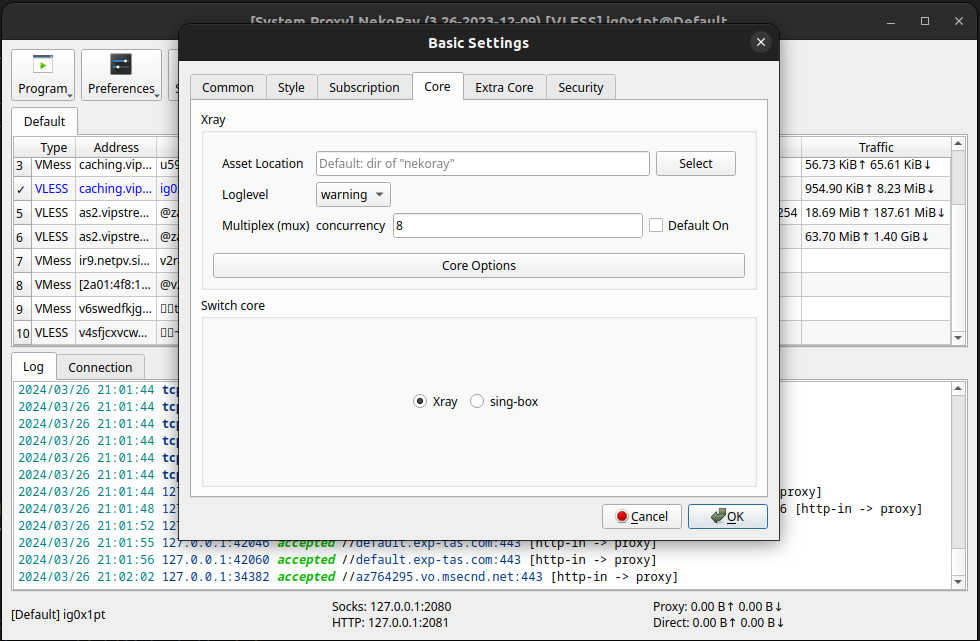 [System Proxy] NekoRay (3.26-2023-12-09) [VLESS] ig0x1pt@Default
Basic Settings
Program
Preferences
Common Style Subscription Core Extra Core Security
Xray
Asset Location Default: dir of "nekoray" Select
Loglevel warning
Multiplex (mux) concurrency 8 Default On
Core Options
Switch core
Xray sing-box
Cancel OK
Default
Type Address Traffic
3 VMess caching.vip... u59 56.73 KiB↑ 65.61 KiB↓
✓ VLESS caching.vip... ig0 954.90 KiB↑ 8.23 MiB↓
5 VLESS as2.vipstre... @za 254 18.69 MiB↑ 187.61 MiB↓
6 VLESS as2.vipstre... @za 63.70 MiB↑ 1.40 GiB↓
7 VMess ir9.netpv.si... v2ra
8 VMess [2a01:4f8:1... @v
9 VMess v6swedfkjg...
10 VLESS v4sfjcxvcw...
Log Connection
2024/03/26 21:01:44 tcp
2024/03/26 21:01:44 tcp
2024/03/26 21:01:44 tcp
2024/03/26 21:01:44 tcp
2024/03/26 21:01:44 tcp
2024/03/26 21:01:44 tcp
2024/03/26 21:01:44 127 proxy]
2024/03/26 21:01:48 127 6 [http-in -> proxy]
2024/03/26 21:01:52 127
2024/03/26 21:01:55 127.0.0.1:42046 accepted //default.exp-tas.com:443 [http-in -> proxy]
2024/03/26 21:01:56 127.0.0.1:42060 accepted //default.exp-tas.com:443 [http-in -> proxy]
2024/03/26 21:02:02 127.0.0.1:34382 accepted //az764295.vo.msecnd.net:443 [http-in -> proxy]
[Default] ig0x1pt
Socks: 127.0.0.1:2080
HTTP: 127.0.0.1:2081
Proxy: 0.00 B↑ 0.00 B↓
Direct: 0.00 B↑ 0.00 B↓